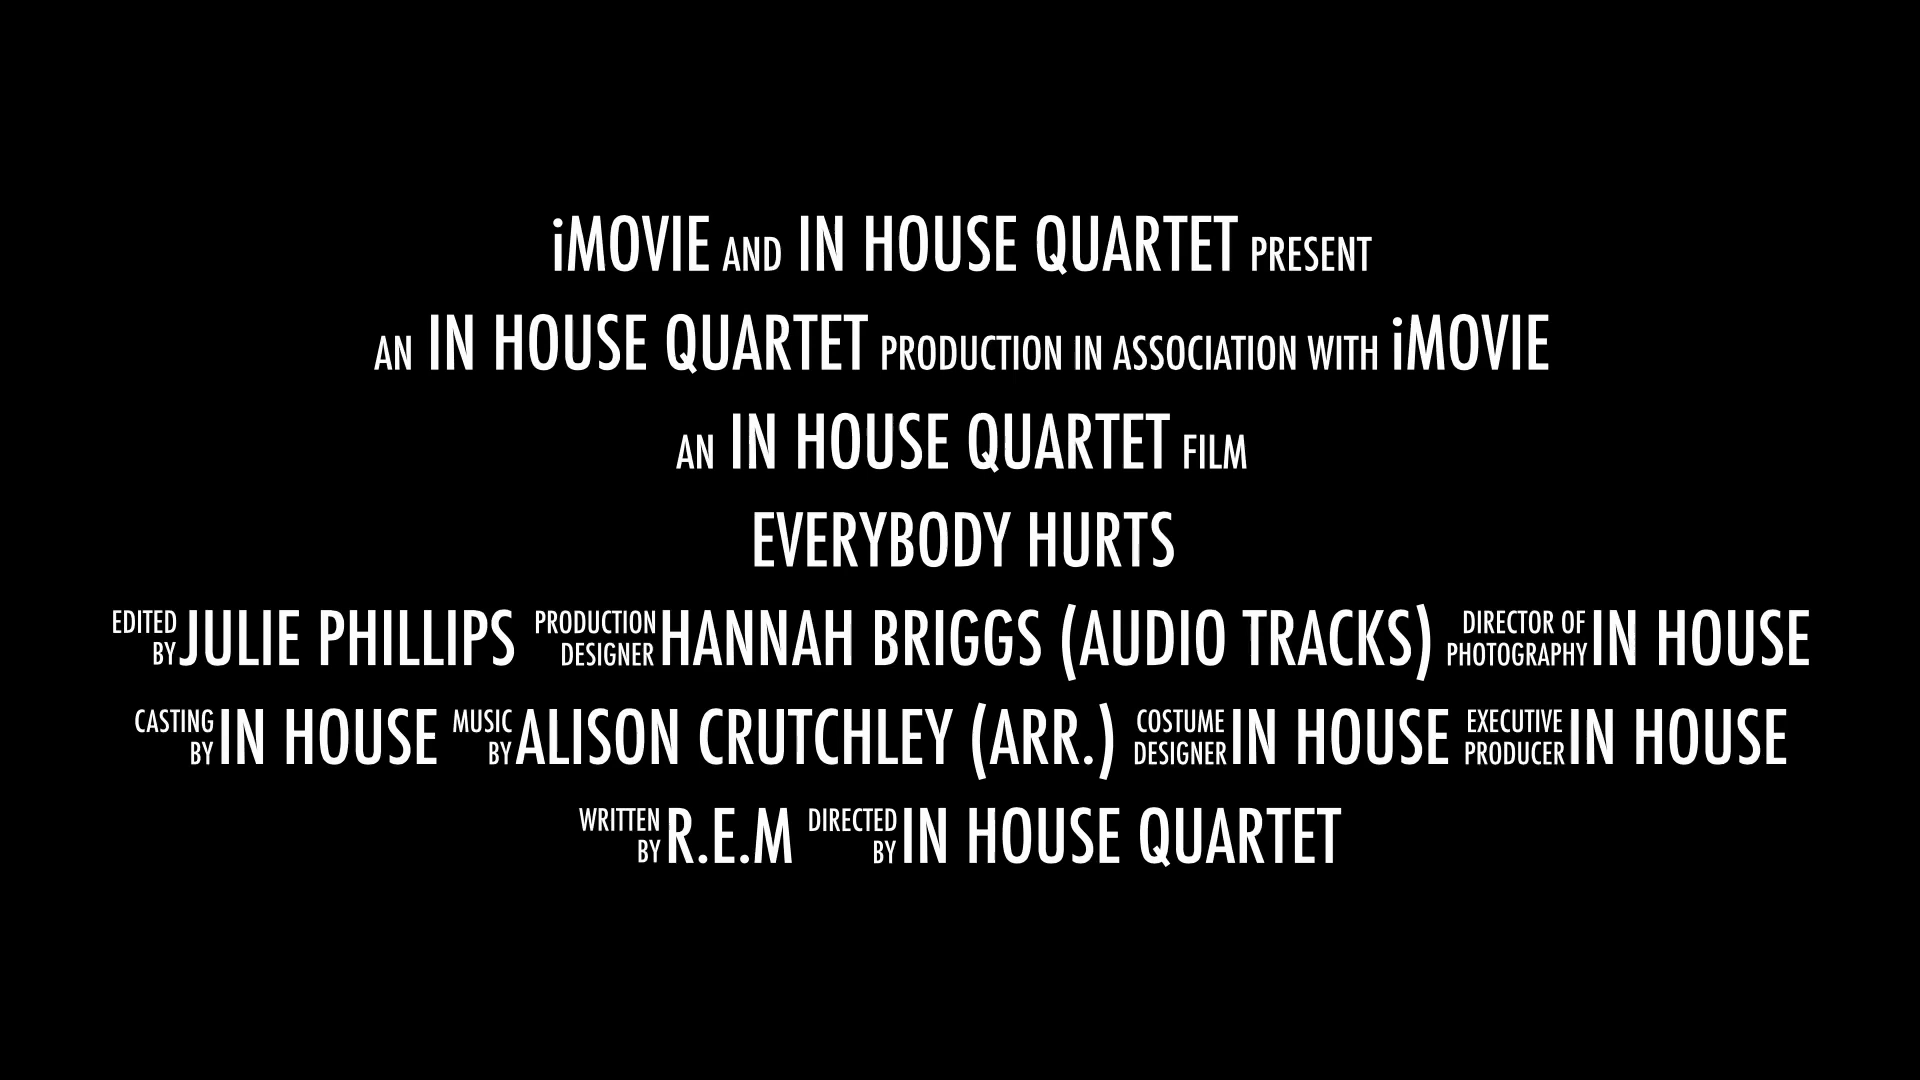 iMOVIE AND IN HOUSE QUARTET PRESENT
AN IN HOUSE QUARTET PRODUCTION IN ASSOCIATION WITH iMOVIE
AN IN HOUSE QUARTET FILM
EVERYBODY HURTS
EDITED BY JULIE PHILLIPS PRODUCTION DESIGNER HANNAH BRIGGS (AUDIO TRACKS) DIRECTOR OF PHOTOGRAPHY IN HOUSE
CASTING BY IN HOUSE MUSIC BY ALISON CRUTCHLEY (ARR.) COSTUME DESIGNER IN HOUSE EXECUTIVE PRODUCER IN HOUSE
WRITTEN BY R.E.M DIRECTED BY IN HOUSE QUARTET